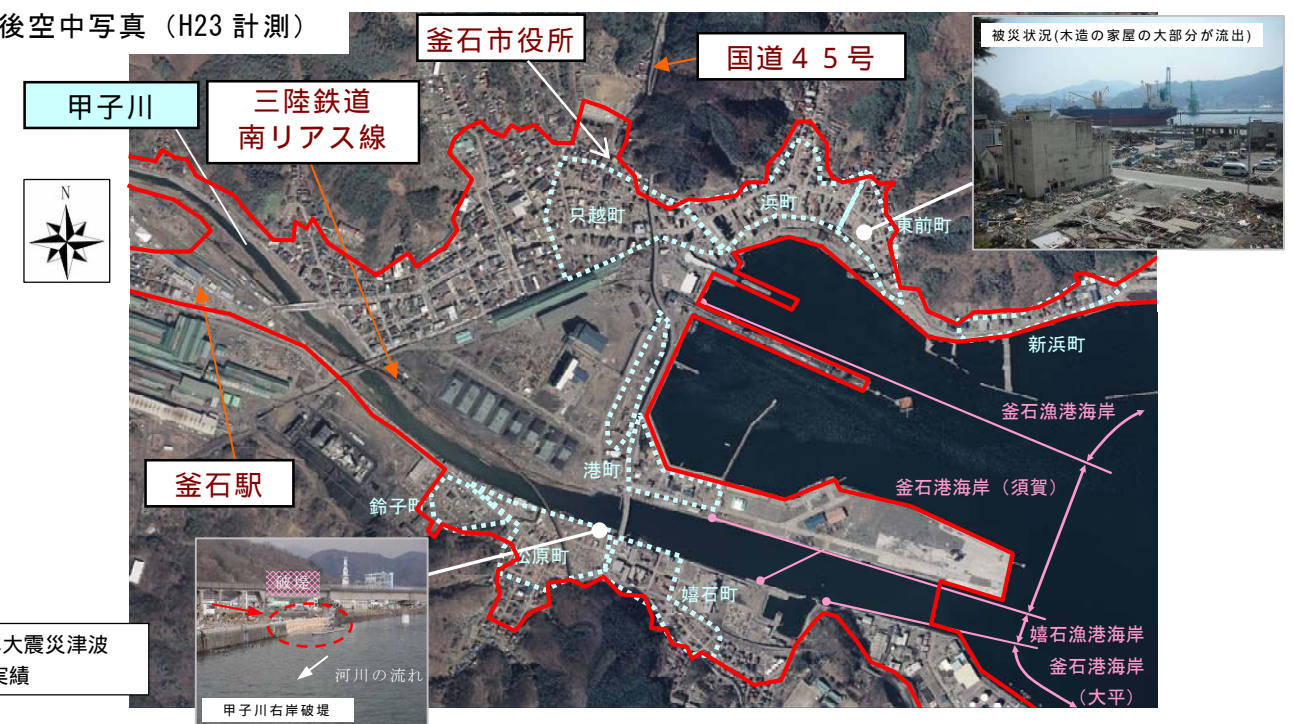 後空中写真（H23 計測）
釜石市役所
国道４５号
被災状況(木造の家屋の大部分が流出)
甲子川
三陸鉄道
南リアス線
N
只越町
浜町
東前町
新浜町
釜石漁港海岸
釜石港海岸（須賀）
港町
釜石駅
鈴子町
松原町
嬉石町
破堤
河川の流れ
甲子川右岸破堤
大震災津波
実績
嬉石漁港海岸
釜石港海岸
（大平）